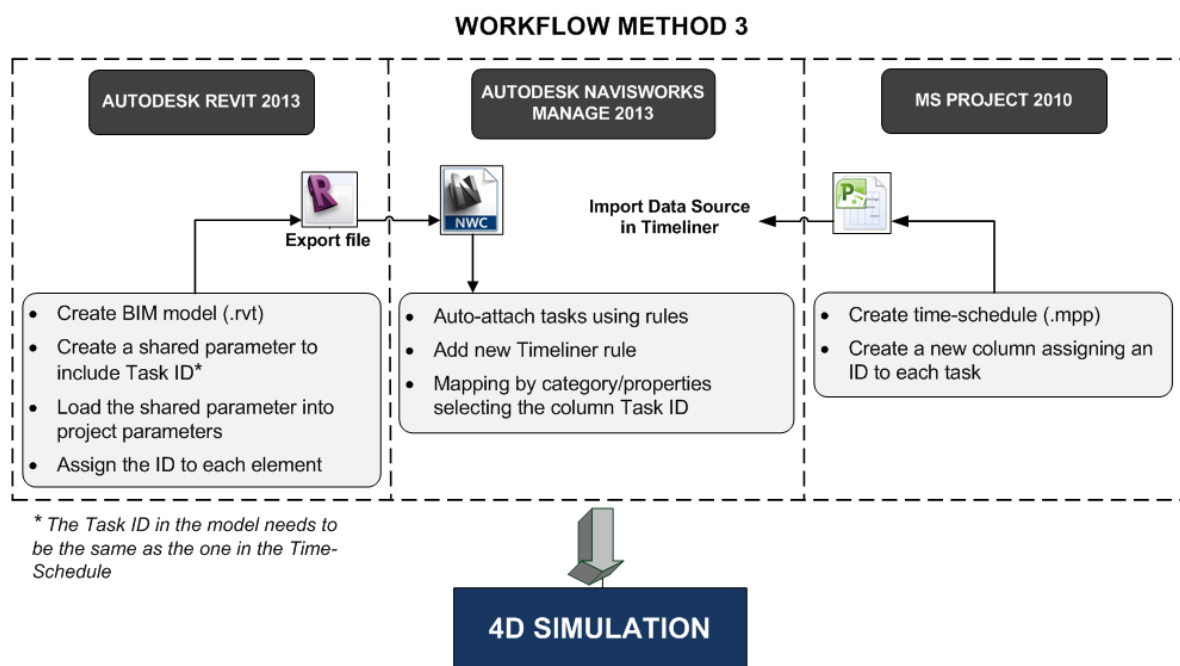 WORKFLOW METHOD 3
AUTODESK REVIT 2013
AUTODESK NAVISWORKS
MANAGE 2013
MS PROJECT 2010
R
Export file
N
NWC
Import Data Source
in Timeliner
P
• Create BIM model (.rvt)
• Create a shared parameter to
include Task ID*
• Load the shared parameter into
project parameters
• Assign the ID to each element
• Auto-attach tasks using rules
• Add new Timeliner rule
• Mapping by category/properties
selecting the column Task ID
• Create time-schedule (.mpp)
• Create a new column assigning an
ID to each task
* The Task ID in the model needs to
be the same as the one in the Time-
Schedule
4D SIMULATION